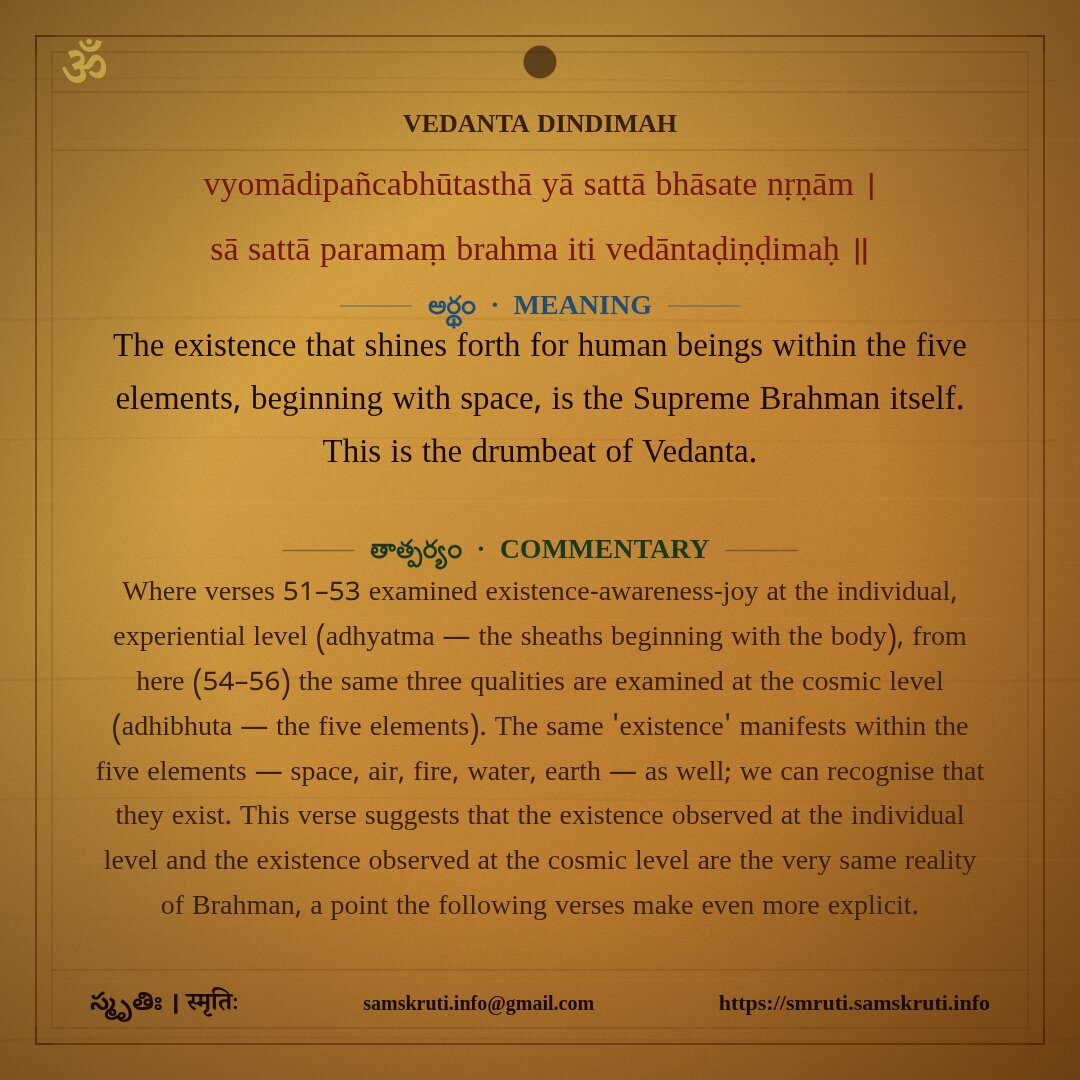 ॐ
VEDANTA DINDIMAH
vyomādipañcabhūtasthā yā sattā bhāsate nṛṇām |
sā sattā paramaṃ brahma iti vedāntaḍiṇḍimaḥ ||
అర్థం · MEANING
The existence that shines forth for human beings within the five
elements, beginning with space, is the Supreme Brahman itself.
This is the drumbeat of Vedanta.
తాత్పర్యం · COMMENTARY
Where verses 51–53 examined existence-awareness-joy at the individual,
experiential level (adhyatma — the sheaths beginning with the body), from
here (54–56) the same three qualities are examined at the cosmic level
(adhibhuta — the five elements). The same 'existence' manifests within the
five elements — space, air, fire, water, earth — as well; we can recognise that
they exist. This verse suggests that the existence observed at the individual
level and the existence observed at the cosmic level are the very same reality
of Brahman, a point the following verses make even more explicit.
స్మృతిః | स्मृतिः samskruti.info@gmail.com https://smruti.samskruti.info